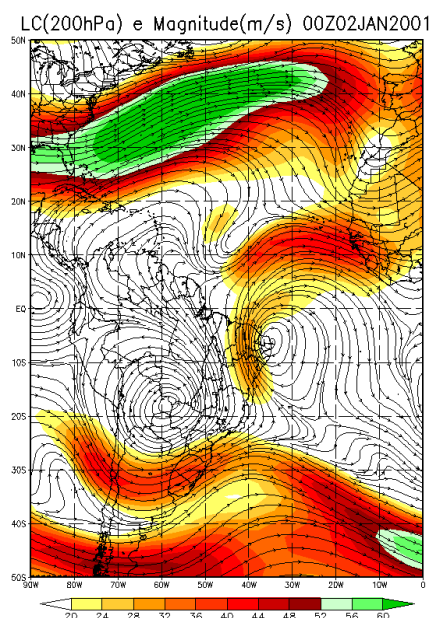 LC(200hPa) e Magnitude(m/s) 00Z02JAN2001
50N
40N
30N
20N
10N
EQ
10S
20S
30S
40S
50S
90W 80W 70W 60W 50W 40W 30W 20W 10W 0
20 24 28 32 36 40 44 48 52 56 60